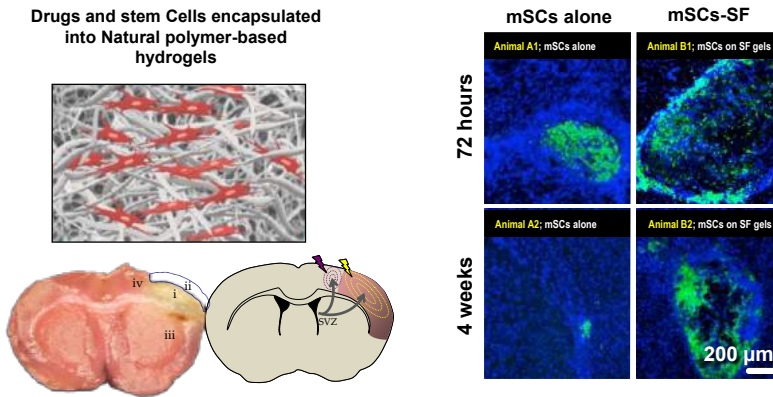 Drugs and stem Cells encapsulated
into Natural polymer-based
hydrogels
iv
ii
i
iii
SVZ
mSCs alone
mSCs-SF
72 hours
Animal A1; mSCs alone
Animal B1; mSCs on SF gels
4 weeks
Animal A2; mSCs alone
Animal B2; mSCs on SF gels
200 µm